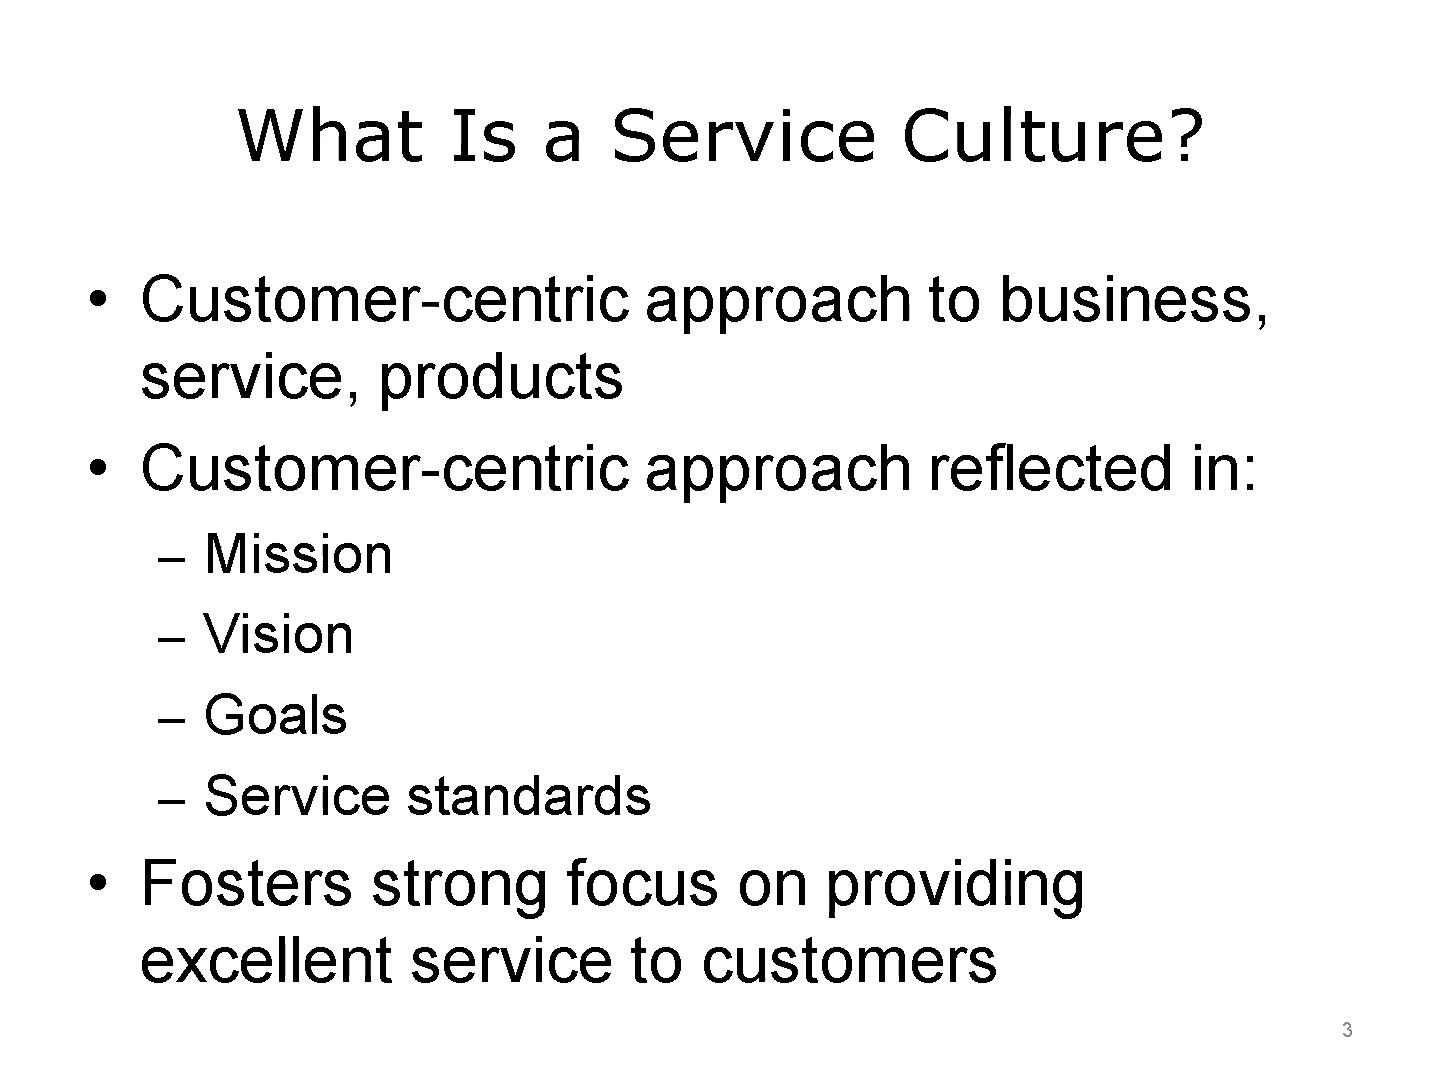 What Is a Service Culture?
• Customer-centric approach to business,
service, products
• Customer-centric approach reflected in:
– Mission
– Vision
– Goals
– Service standards
• Fosters strong focus on providing
excellent service to customers
3